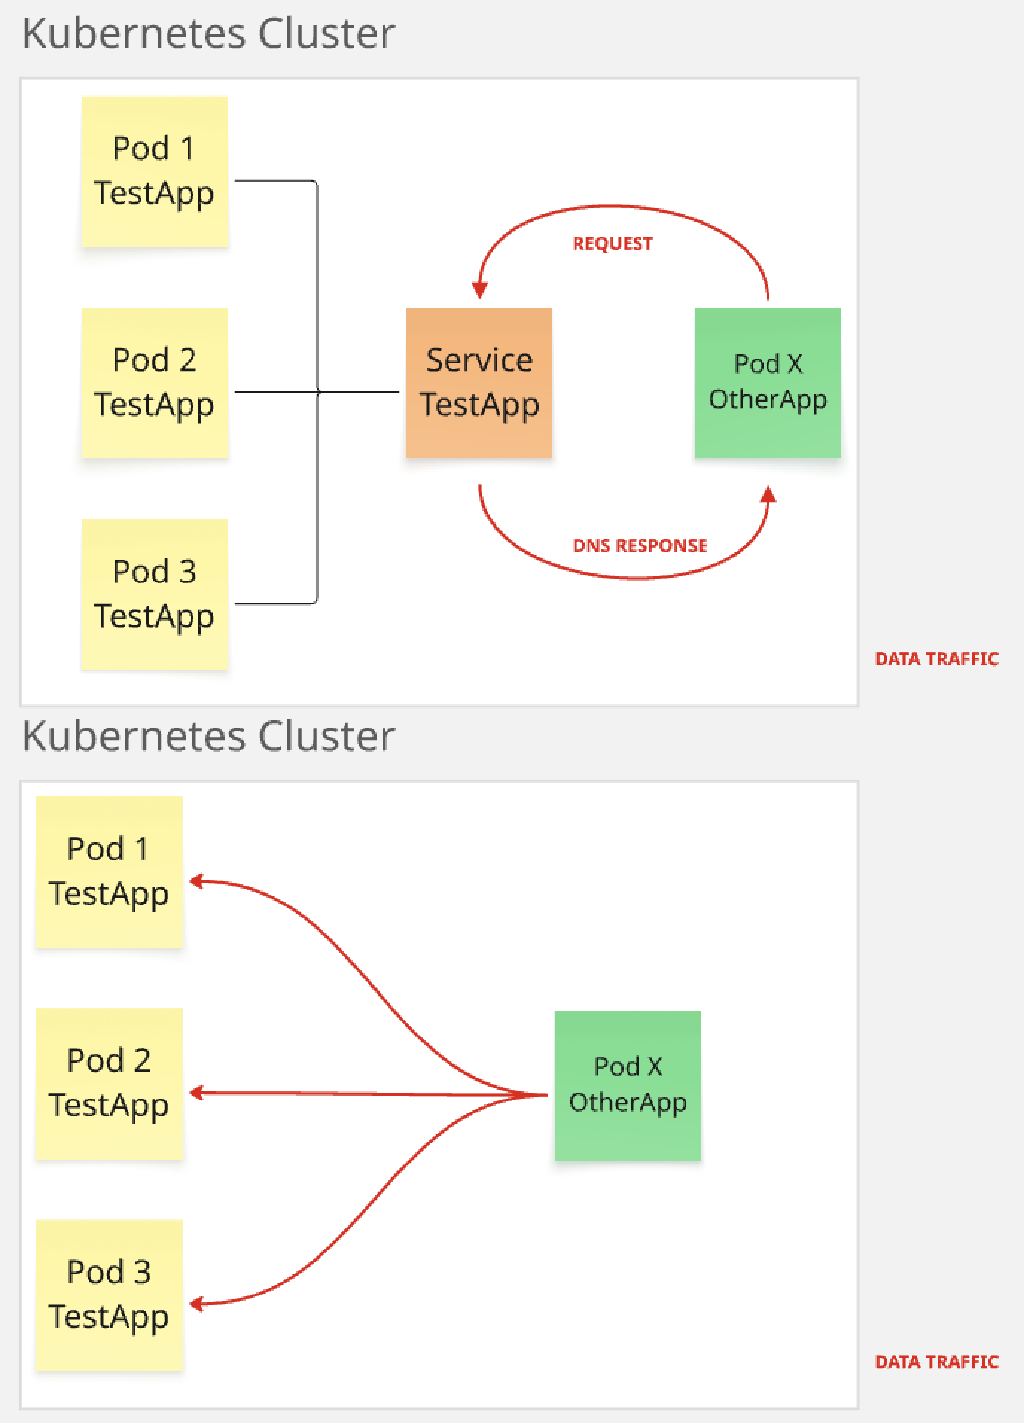 Kubernetes Cluster
Pod 1
TestApp
REQUEST
Pod 2
TestApp
Service
TestApp
Pod X
OtherApp
DNS RESPONSE
Pod 3
TestApp
DATA TRAFFIC
Kubernetes Cluster
Pod 1
TestApp
Pod 2
TestApp
Pod X
OtherApp
Pod 3
TestApp
DATA TRAFFIC